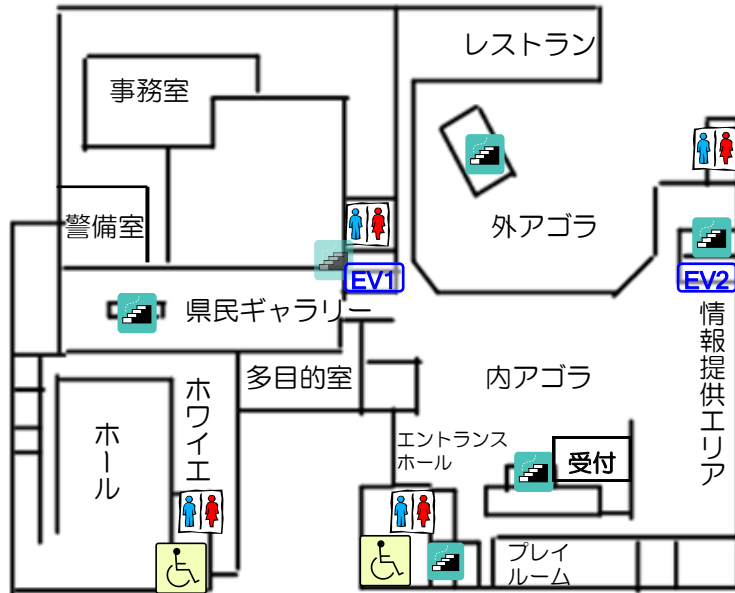 レストラン
事務室
警備室
外アゴラ
EV1
EV2
県民ギャラリー
情報提供エリア
多目的室
内アゴラ
ホワイエ
ホール
エントランス
ホール
受付
プレイ
ルーム